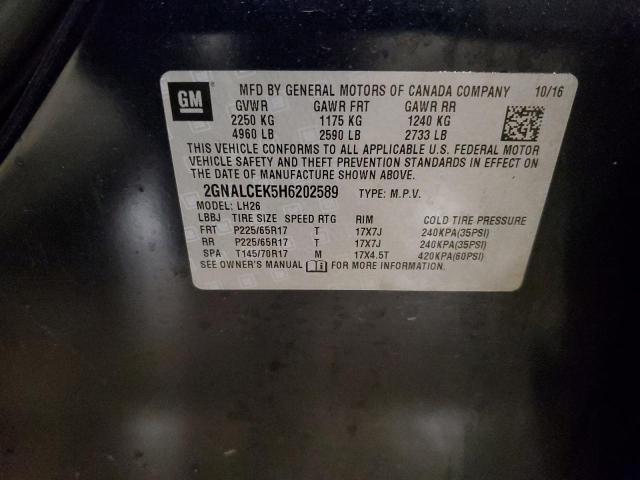 GM
MFD BY GENERAL MOTORS OF CANADA COMPANY 10/16
GVWR GAWR FRT GAWR RR
2250 KG 1175 KG 1240 KG
4960 LB 2590 LB 2733 LB
THIS VEHICLE CONFORMS TO ALL APPLICABLE U.S. FEDERAL MOTOR
VEHICLE SAFETY AND THEFT PREVENTION STANDARDS IN EFFECT ON
THE DATE OF MANUFACTURE SHOWN ABOVE.
2GNALCEK5H6202589 TYPE: M.P.V.
MODEL: LH26
LBBJ TIRE SIZE SPEED RTG RIM COLD TIRE PRESSURE
FRT P225/65R17 T 17X7J 240KPA(35PSI)
RR P225/65R17 T 17X7J 240KPA(35PSI)
SPA T145/70R17 M 17X4.5T 420KPA(60PSI)
SEE OWNER'S MANUAL FOR MORE INFORMATION.